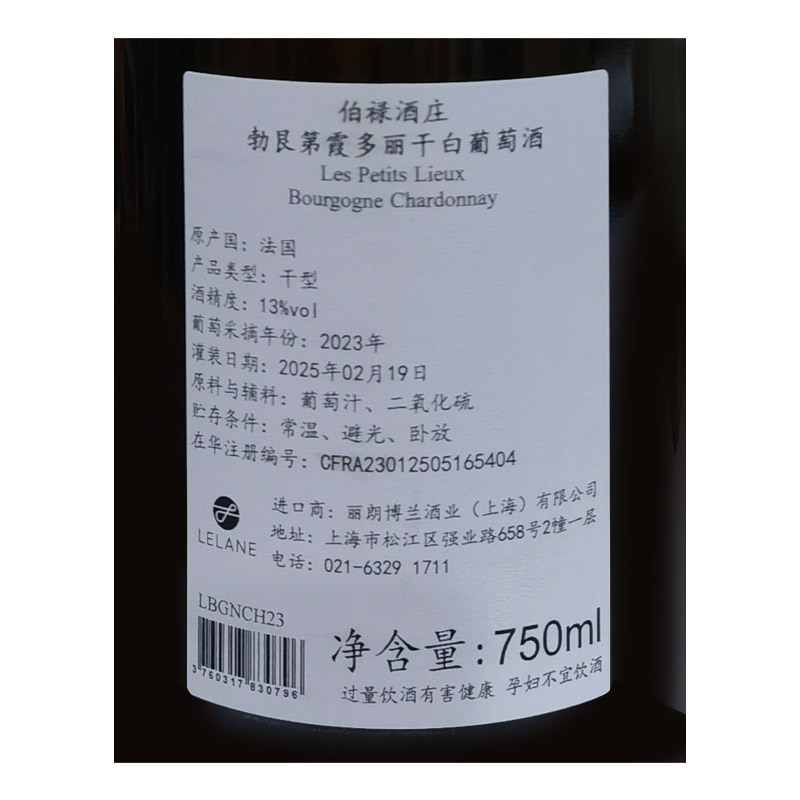 伯禄酒庄
勃艮第霞多丽干白葡萄酒
Les Petits Lieux
Bourgogne Chardonnay
原产国：法国
产品类型：干型
酒精度：13%vol
葡萄采摘年份：2023年
灌装日期：2025年02月19日
原料与辅料：葡萄汁、二氧化硫
贮存条件：常温、避光、卧放
在华注册编号：CFRA23012505165404
进口商：丽朗博兰酒业（上海）有限公司
地址：上海市松江区强业路658号2幢一层
电话：021-6329 1711
LELANE
LBGNCH23
3760317830796
净含量:750ml
过量饮酒有害健康 孕妇不宜饮酒